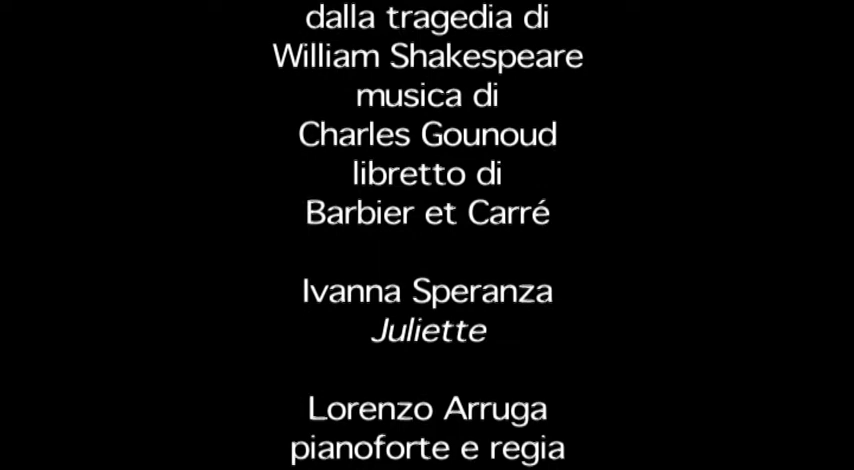 dalla tragedia di
William Shakespeare
musica di
Charles Gounoud
libretto di
Barbier et Carré
Ivanna Speranza
Juliette
Lorenzo Arruga
pianoforte e regia